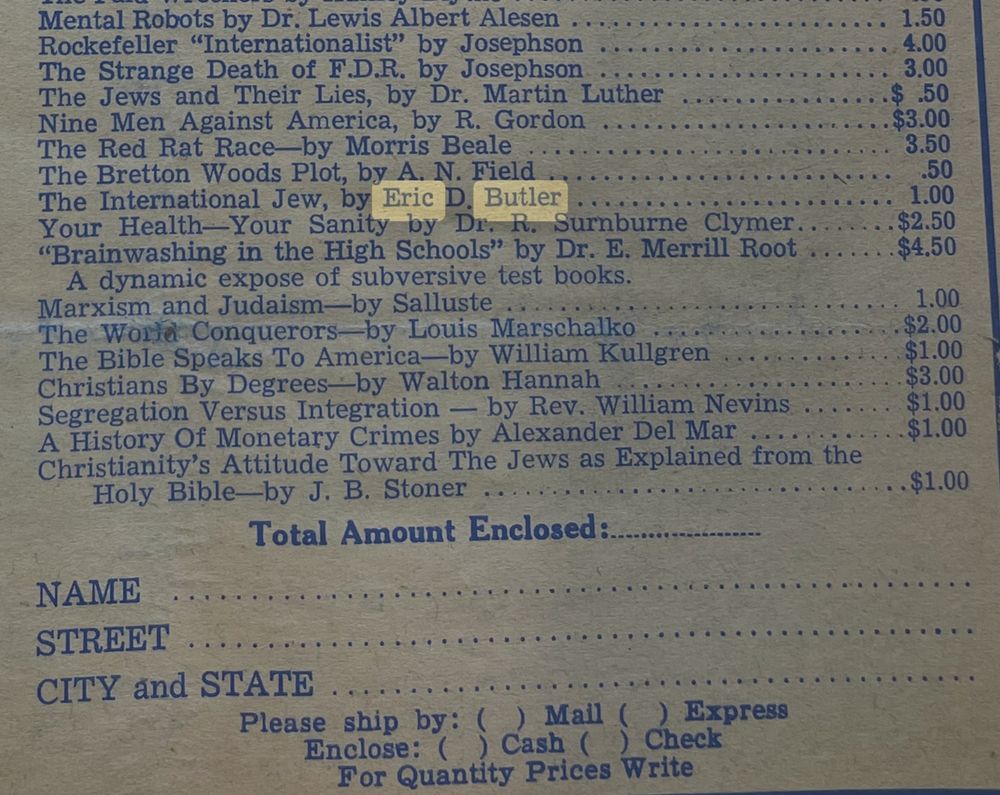 Mental Robots by Dr. Lewis Albert Alesen .......................... 1.50
Rockefeller “Internationalist” by Josephson ....................... 4.00
The Strange Death of F.D.R. by Josephson ....................... 3.00
The Jews and Their Lies, by Dr. Martin Luther ................$ .50
Nine Men Against America, by R. Gordon ......................$3.00
The Red Rat Race—by Morris Beale ........................... 3.50
The Bretton Woods Plot, by A. N. Field ........................... .50
The International Jew, by Eric D. Butler ......................... 1.00
Your Health—Your Sanity by Dr. R. Surnburne Clymer........$2.50
“Brainwashing in the High Schools” by Dr. E. Merrill Root .......$4.50
A dynamic expose of subversive test books.
Marxism and Judaism—by Salluste ............................... 1.00
The World Conquerors—by Louis Marschalko ...................$2.00
The Bible Speaks To America—by William Kullgren .............$1.00
Christians By Degrees—by Walton Hannah .....................$3.00
Segregation Versus Integration — by Rev. William Nevins .......$1.00
A History Of Monetary Crimes by Alexander Del Mar ............$1.00
Christianity’s Attitude Toward The Jews as Explained from the
Holy Bible—by J. B. Stoner ................................$1.00
Total Amount Enclosed:.....................
NAME ..................................................
STREET .................................................
CITY and STATE ........................................
Please ship by: ( ) Mail ( ) Express
Enclose: ( ) Cash ( ) Check
For Quantity Prices Write